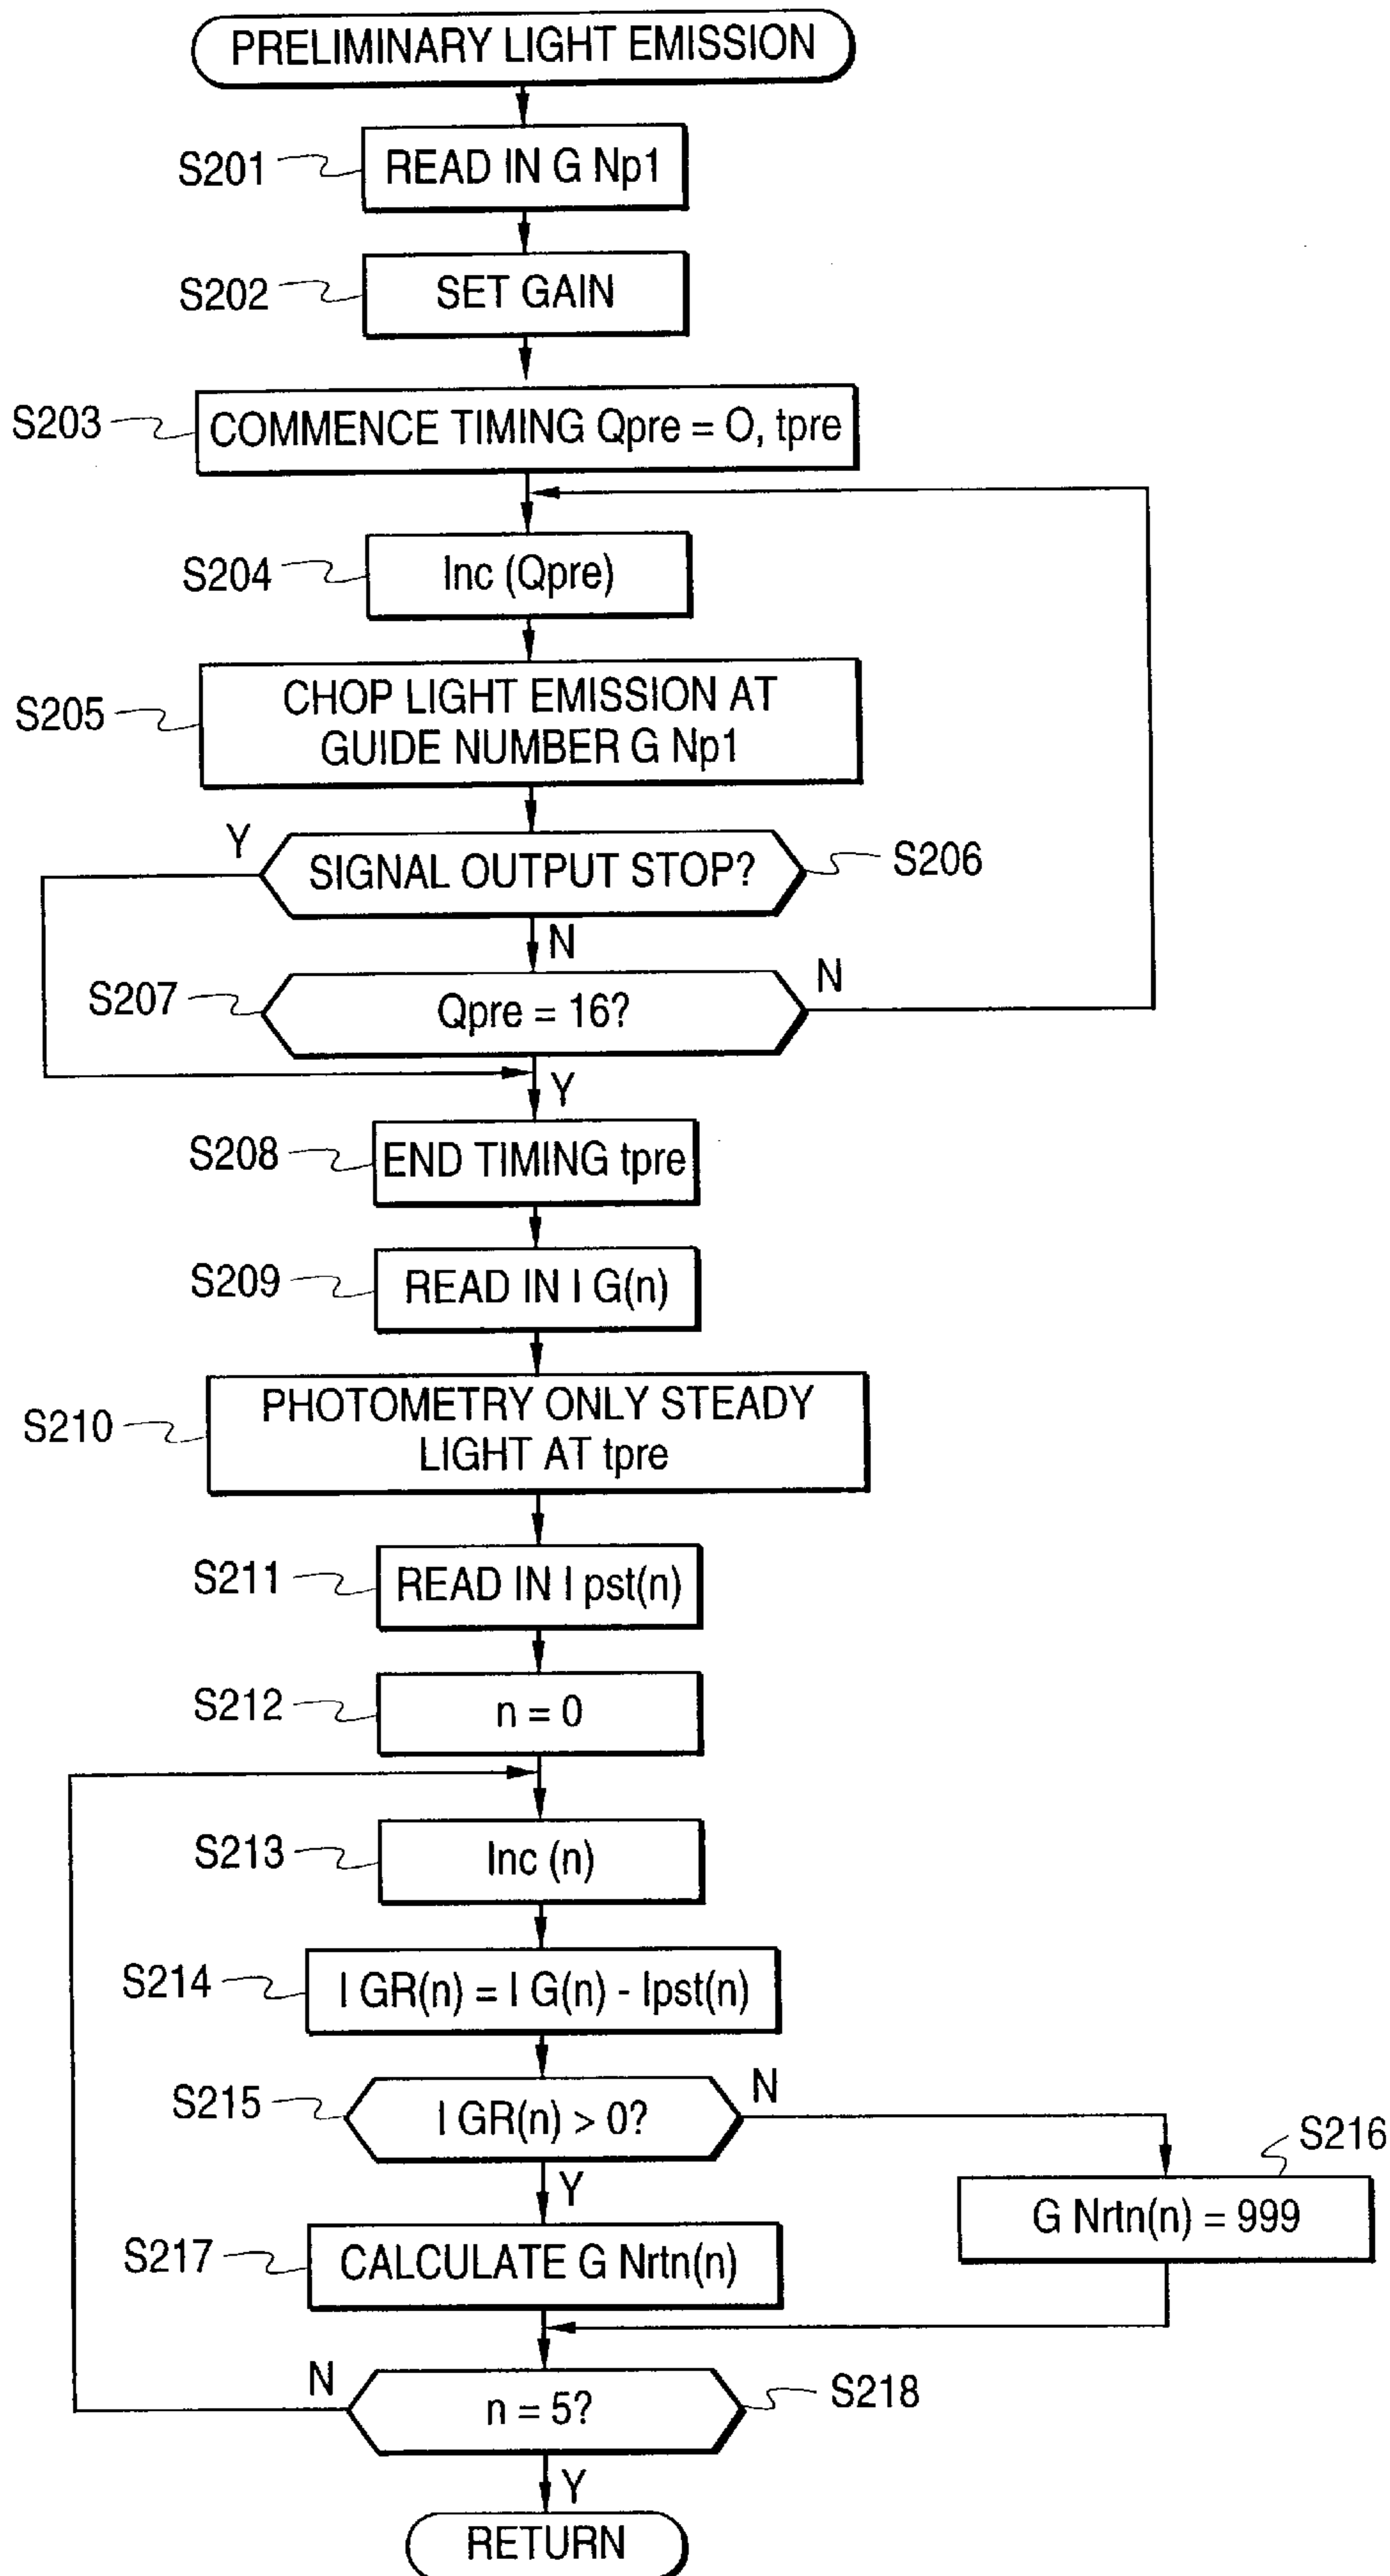 PRELIMINARY LIGHT EMISSION
S201
READ IN G Np1
S202
SET GAIN
S203
COMMENCE TIMING Qpre = O, tpre
S204
Inc (Qpre)
S205
CHOP LIGHT EMISSION AT
GUIDE NUMBER G Np1
Y
SIGNAL OUTPUT STOP?
S206
N
S207
Qpre = 16?
N
Y
S208
END TIMING tpre
S209
READ IN I G(n)
S210
PHOTOMETRY ONLY STEADY
LIGHT AT tpre
S211
READ IN I pst(n)
S212
n = 0
S213
Inc (n)
S214
I GR(n) = I G(n) - Ipst(n)
S215
I GR(n) > 0?
N
S216
Y
G Nrtn(n) = 999
S217
CALCULATE G Nrtn(n)
N
n = 5?
S218
Y
RETURN